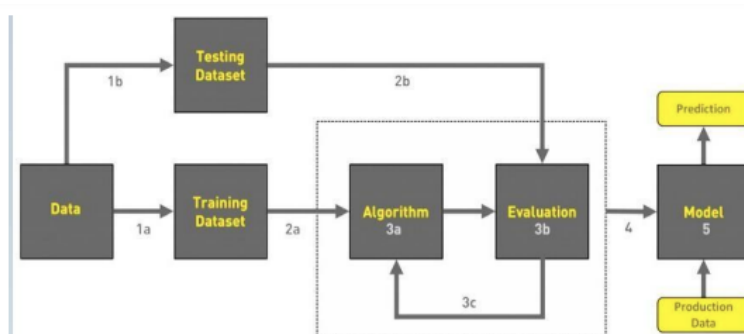 Testing
Dataset
1b
2b
Prediction
Data
1a
Training
Dataset
2a
Algorithm
3a
Evaluation
3b
4
Model
5
3c
Production
Data